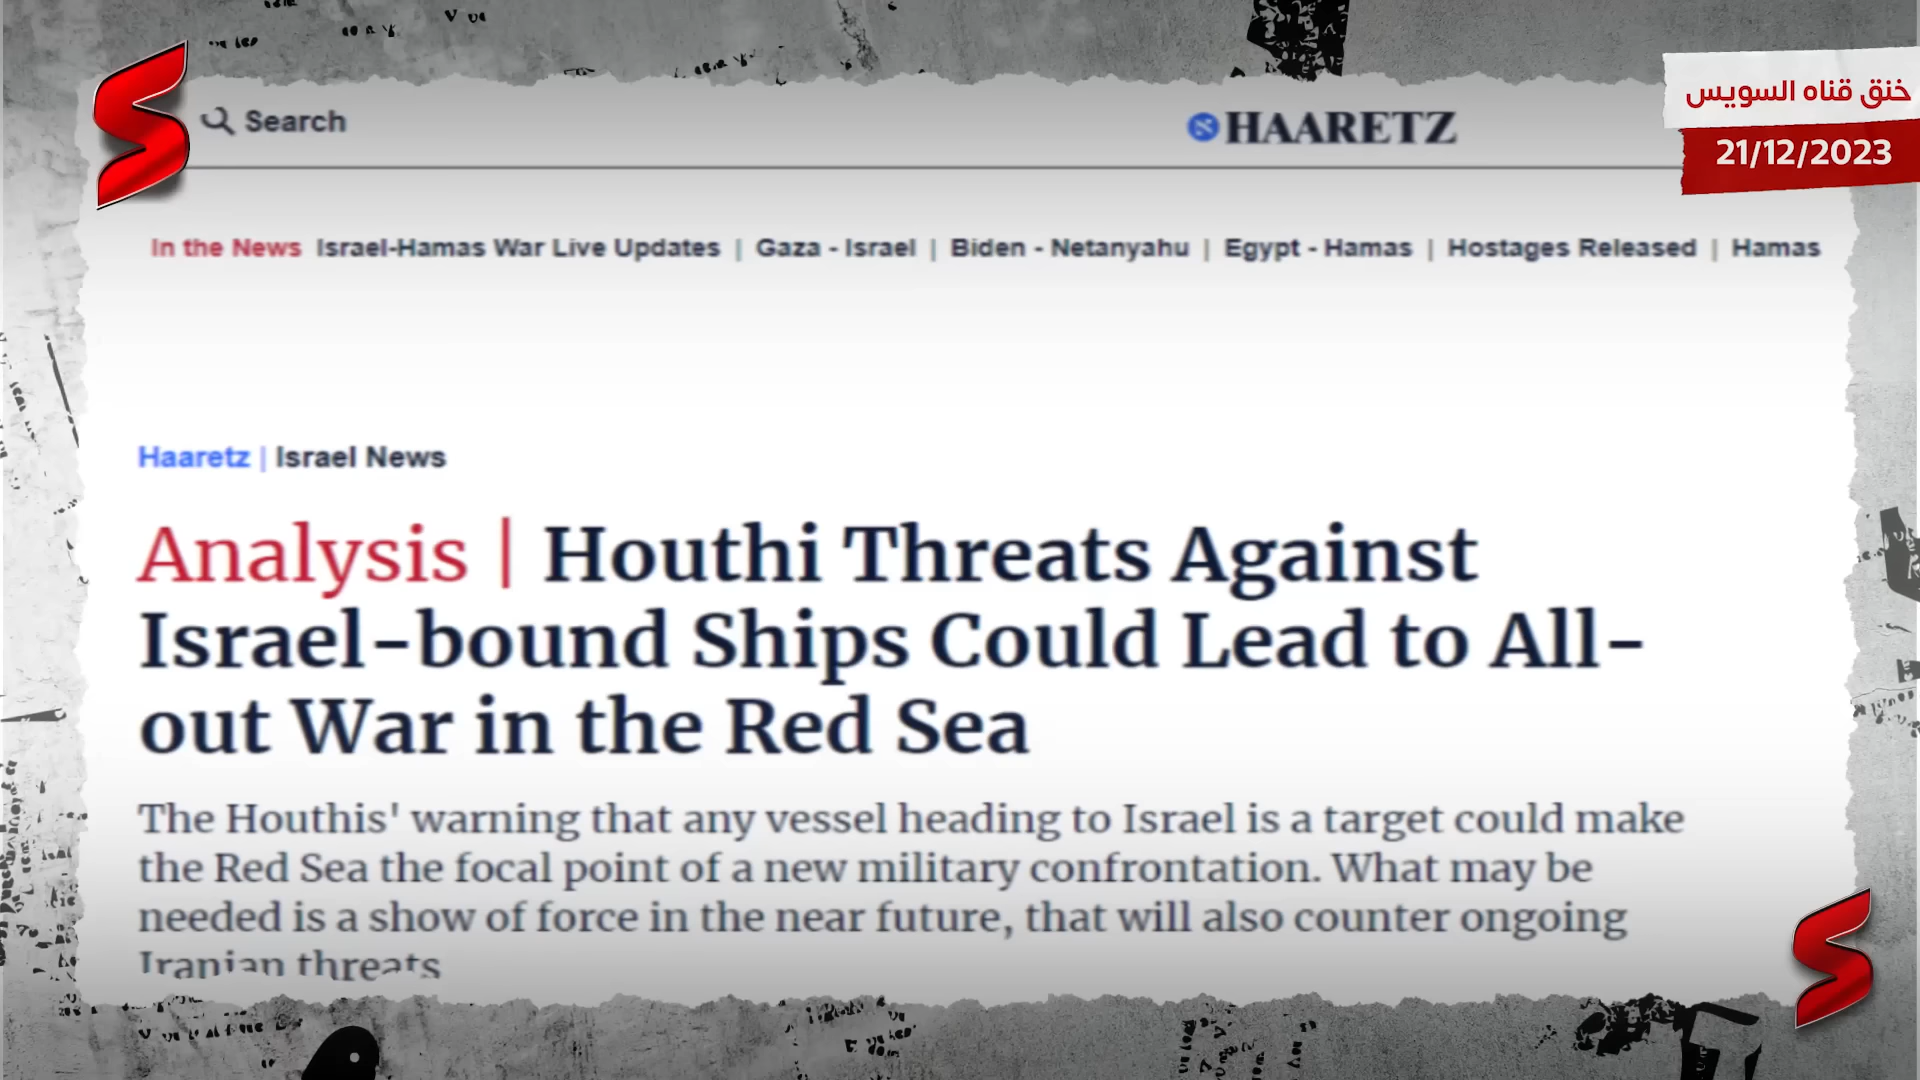 خنق قناه السويس
21/12/2023
Search
HAARETZ
In the News Israel-Hamas War Live Updates | Gaza - Israel | Biden - Netanyahu | Egypt - Hamas | Hostages Released | Hamas
Haaretz | Israel News
Analysis | Houthi Threats Against
Israel-bound Ships Could Lead to All-
out War in the Red Sea
The Houthis' warning that any vessel heading to Israel is a target could make
the Red Sea the focal point of a new military confrontation. What may be
needed is a show of force in the near future, that will also counter ongoing
Iranian threats